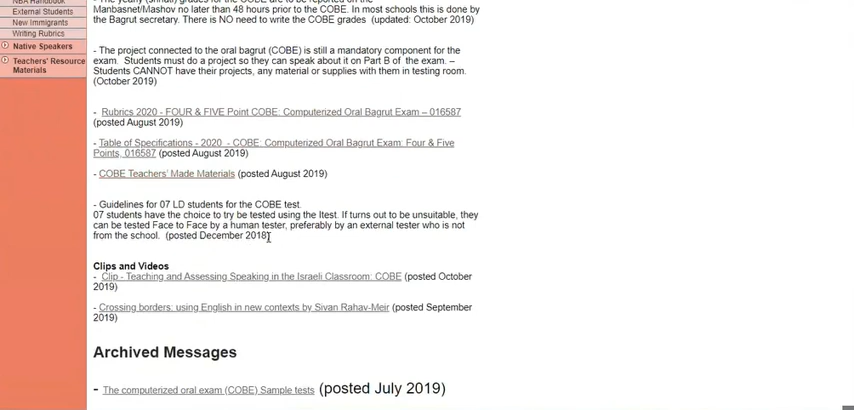 NBA Handbook
External Students
New Immigrants
Writing Rubrics
Native Speakers
Teachers' Resource
Materials
- The yearly (shnati) grades for the COBE are to be reported on the
Manbasnet/Mashov no later than 48 hours prior to the COBE. In most schools this is done by
the Bagrut secretary. There is NO need to write the COBE grades (updated: October 2019)
- The project connected to the oral bagrut (COBE) is still a mandatory component for the
exam. Students must do a project so they can speak about it on Part B of the exam. –
Students CANNOT have their projects, any material or supplies with them in testing room.
(October 2019)
- Rubrics 2020 - FOUR & FIVE Point COBE: Computerized Oral Bagrut Exam – 016587
(posted August 2019)
- Table of Specifications - 2020 - COBE Computerized Oral Bagrut Exam: Four & Five
Points, 016587 (posted August 2019)
- COBE Teachers' Made Materials (posted August 2019)
- Guidelines for 07 LD students for the COBE test.
07 students have the choice to try be tested using the Itest. If turns out to be unsuitable, they
can be tested Face to Face by a human tester, preferably by an external tester who is not
from the school. (posted December 2018)
Clips and Videos
- Clip - Teaching and Assessing Speaking in the Israeli Classroom: COBE (posted October
2019)
- Crossing borders: using English in new contexts by Sivan Rahav-Meir (posted September
2019)
Archived Messages
- The computerized oral exam (COBE) Sample tests (posted July 2019)